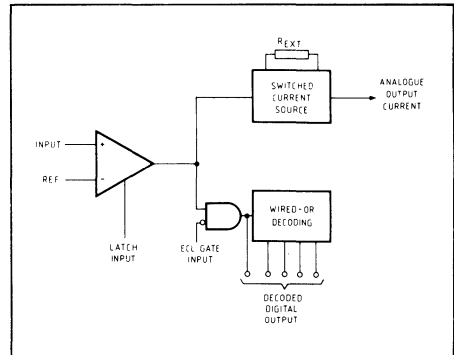 REXT
SWITCHED
CURRENT
SOURCE
ANALOGUE
OUTPUT
CURRENT
INPUT
+
REF
-
LATCH
INPUT
ECL GATE
INPUT
WIRED-OR
DECODING
DECODED
DIGITAL
OUTPUT